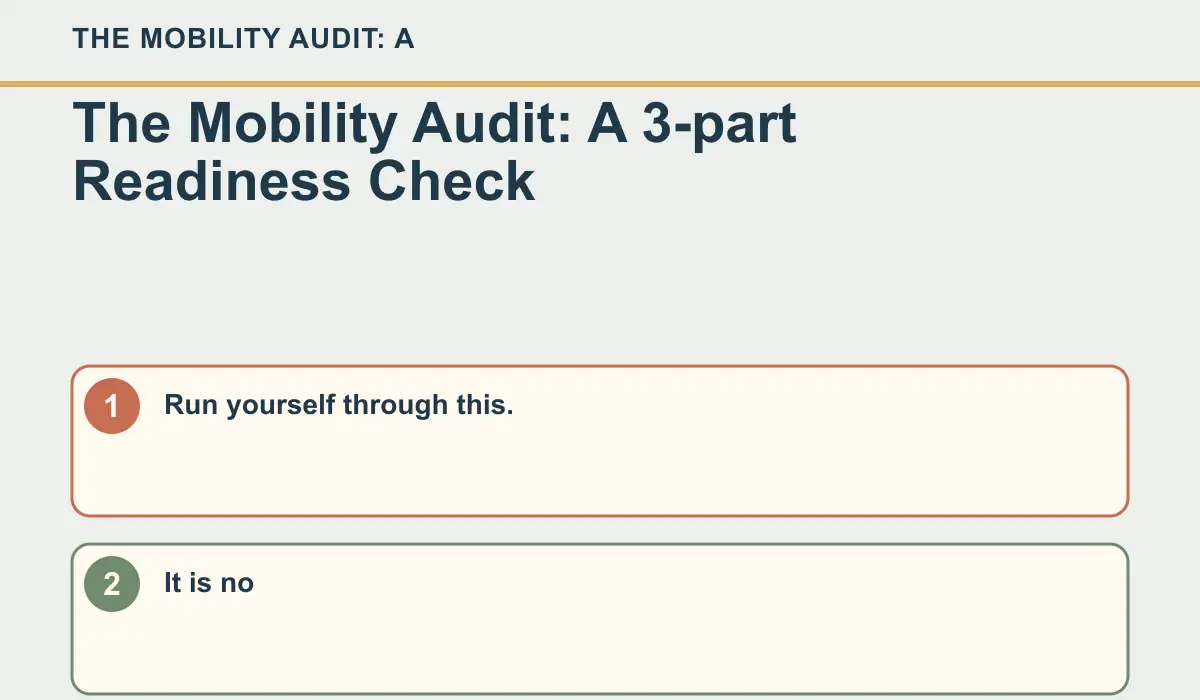 THE MOBILITY AUDIT: A
The Mobility Audit: A 3-part
Readiness Check
1 Run yourself through this.
2 It is no